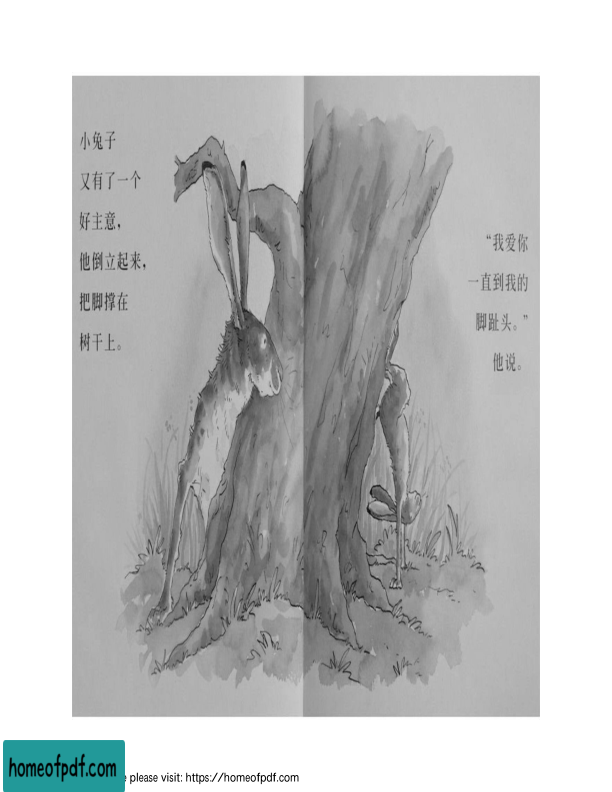 小兔子
又有了一个
好主意，
他倒立起来，
把脚撑在
树干上。
“我爱你
一直到我的
脚趾头。”
他说。
homeofpdf.com
e please visit: https://homeofpdf.com